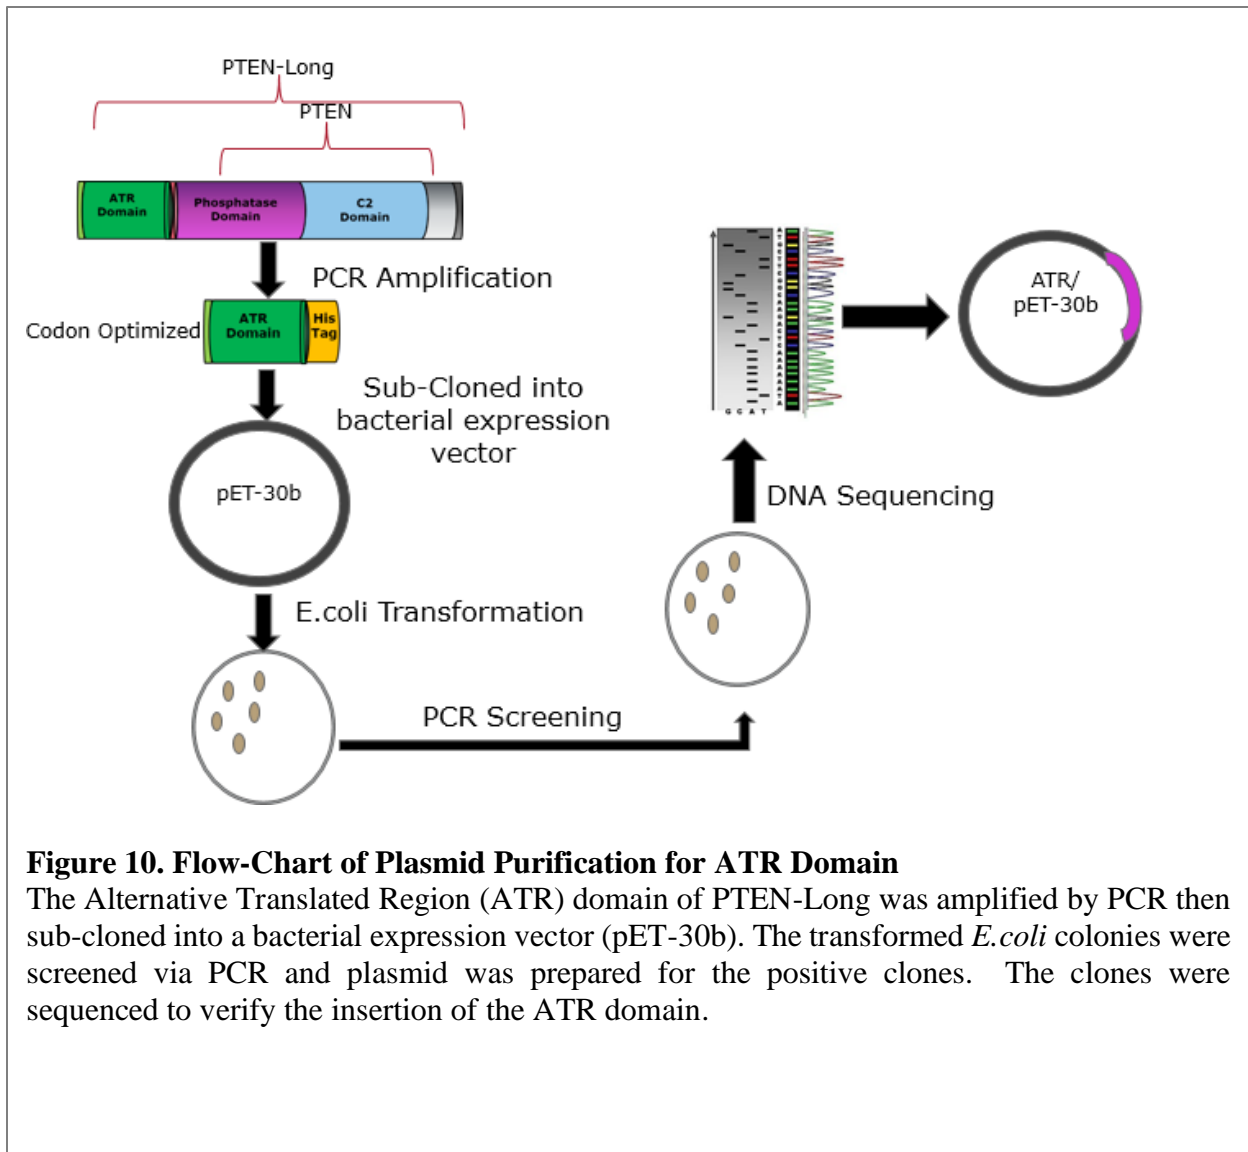 PTEN-Long
PTEN
ATR
Domain
Phosphatase
Domain
C2
Domain
PCR Amplification
Codon Optimized
ATR
Domain
His
Tag
Sub-Cloned into
bacterial expression
vector
pET-30b
E.coli Transformation
PCR Screening
DNA Sequencing
G C A T
ATR/
pET-30b
Figure 10. Flow-Chart of Plasmid Purification for ATR Domain
The Alternative Translated Region (ATR) domain of PTEN-Long was amplified by PCR then
sub-cloned into a bacterial expression vector (pET-30b). The transformed E.coli colonies were
screened via PCR and plasmid was prepared for the positive clones. The clones were
sequenced to verify the insertion of the ATR domain.